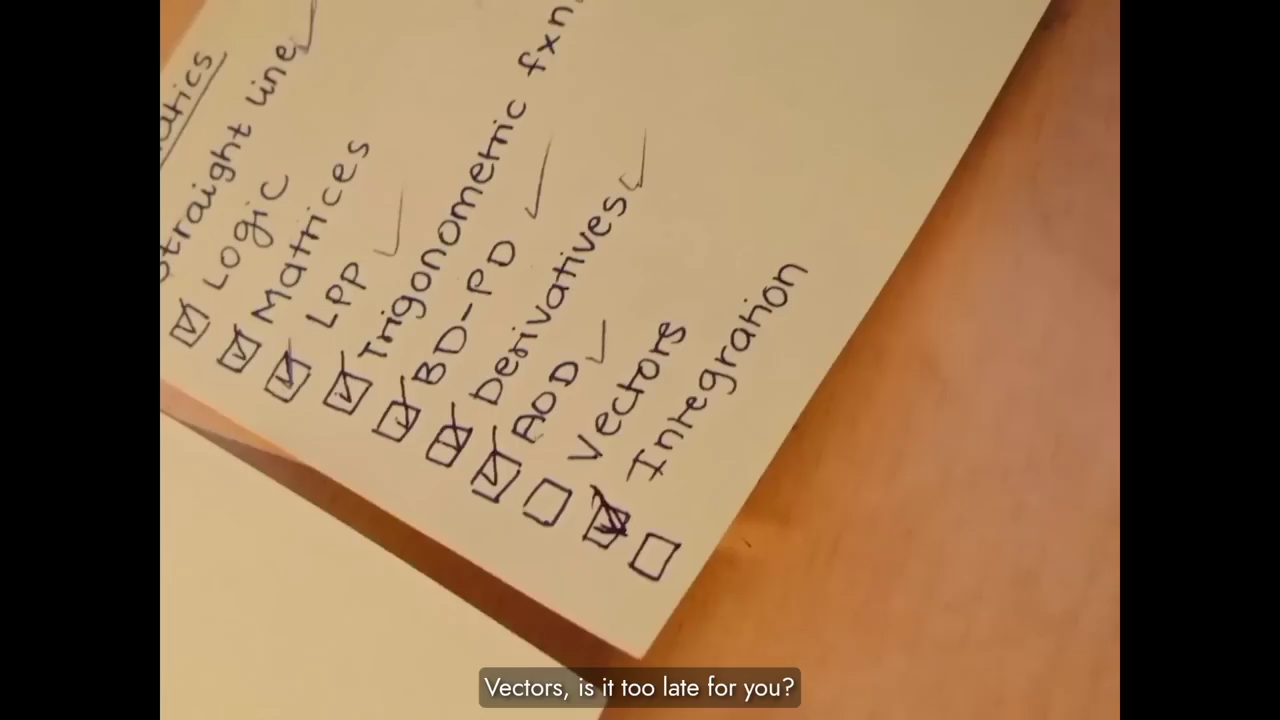 Straight line
Logic
Matrices
LPP
Trigonometric fxn
BD-PD
Derivatives
AOD
Vectors
Integration
Vectors, is it too late for you?